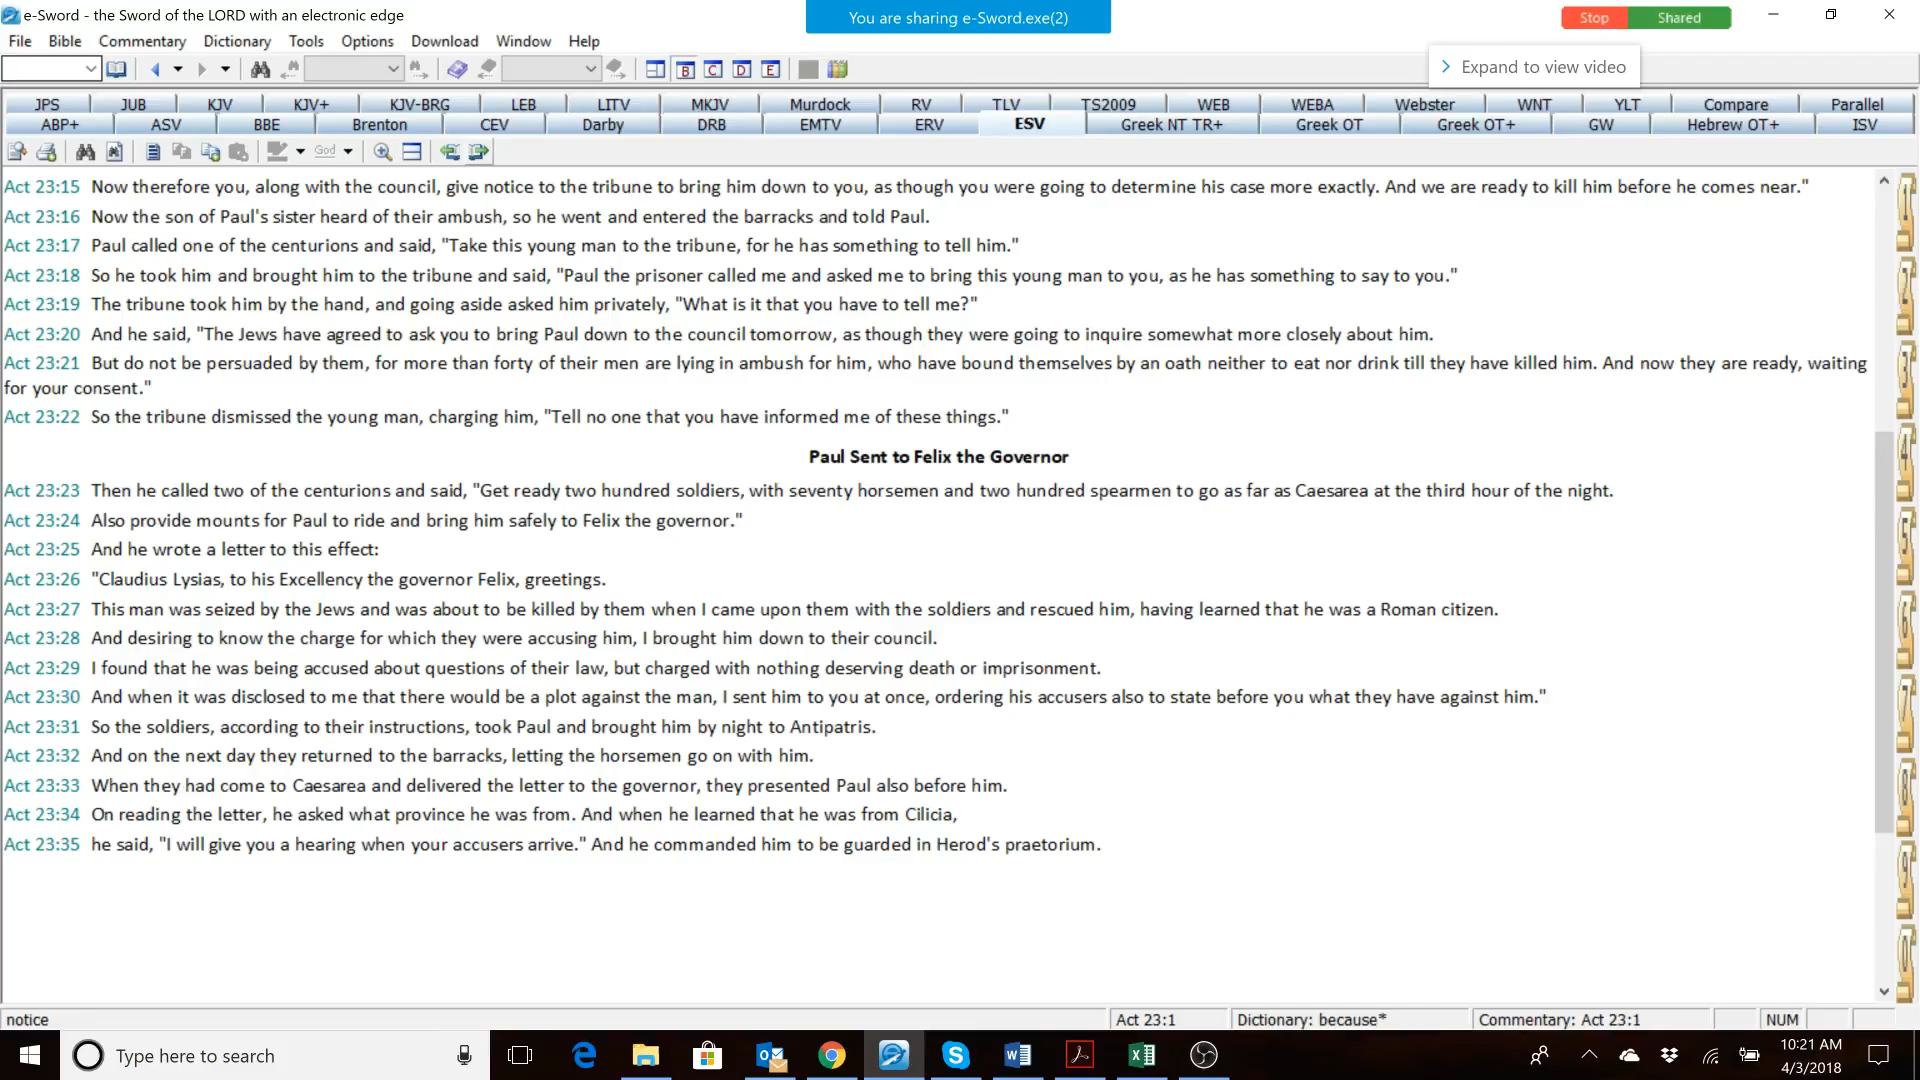 e-Sword - the Sword of the LORD with an electronic edge
You are sharing e-Sword.exe(2)
Stop Shared
File Bible Commentary Dictionary Tools Options Download Window Help
Expand to view video
B C D E
JPS JUB KJV KJV+ KJV-BRG LEB LITV MKJV Murdock RV TLV TS2009 WEB WEBA Webster WNT YLT Compare Parallel
ABP+ ASV BBE Brenton CEV Darby DRB EMTV ERV ESV Greek NT TR+ Greek OT Greek OT+ GW Hebrew OT+ ISV
God
Act 23:15 Now therefore you, along with the council, give notice to the tribune to bring him down to you, as though you were going to determine his case more exactly. And we are ready to kill him before he comes near."
Act 23:16 Now the son of Paul's sister heard of their ambush, so he went and entered the barracks and told Paul.
Act 23:17 Paul called one of the centurions and said, "Take this young man to the tribune, for he has something to tell him."
Act 23:18 So he took him and brought him to the tribune and said, "Paul the prisoner called me and asked me to bring this young man to you, as he has something to say to you."
Act 23:19 The tribune took him by the hand, and going aside asked him privately, "What is it that you have to tell me?"
Act 23:20 And he said, "The Jews have agreed to ask you to bring Paul down to the council tomorrow, as though they were going to inquire somewhat more closely about him.
Act 23:21 But do not be persuaded by them, for more than forty of their men are lying in ambush for him, who have bound themselves by an oath neither to eat nor drink till they have killed him. And now they are ready, waiting
for your consent."
Act 23:22 So the tribune dismissed the young man, charging him, "Tell no one that you have informed me of these things."
Paul Sent to Felix the Governor
Act 23:23 Then he called two of the centurions and said, "Get ready two hundred soldiers, with seventy horsemen and two hundred spearmen to go as far as Caesarea at the third hour of the night.
Act 23:24 Also provide mounts for Paul to ride and bring him safely to Felix the governor."
Act 23:25 And he wrote a letter to this effect:
Act 23:26 "Claudius Lysias, to his Excellency the governor Felix, greetings.
Act 23:27 This man was seized by the Jews and was about to be killed by them when I came upon them with the soldiers and rescued him, having learned that he was a Roman citizen.
Act 23:28 And desiring to know the charge for which they were accusing him, I brought him down to their council.
Act 23:29 I found that he was being accused about questions of their law, but charged with nothing deserving death or imprisonment.
Act 23:30 And when it was disclosed to me that there would be a plot against the man, I sent him to you at once, ordering his accusers also to state before you what they have against him."
Act 23:31 So the soldiers, according to their instructions, took Paul and brought him by night to Antipatris.
Act 23:32 And on the next day they returned to the barracks, letting the horsemen go on with him.
Act 23:33 When they had come to Caesarea and delivered the letter to the governor, they presented Paul also before him.
Act 23:34 On reading the letter, he asked what province he was from. And when he learned that he was from Cilicia,
Act 23:35 he said, "I will give you a hearing when your accusers arrive." And he commanded him to be guarded in Herod's praetorium.
1
2
3
4
5
6
7
8
9
0
notice Act 23:1 Dictionary: because* Commentary: Act 23:1 NUM
Type here to search
10:21 AM
4/3/2018